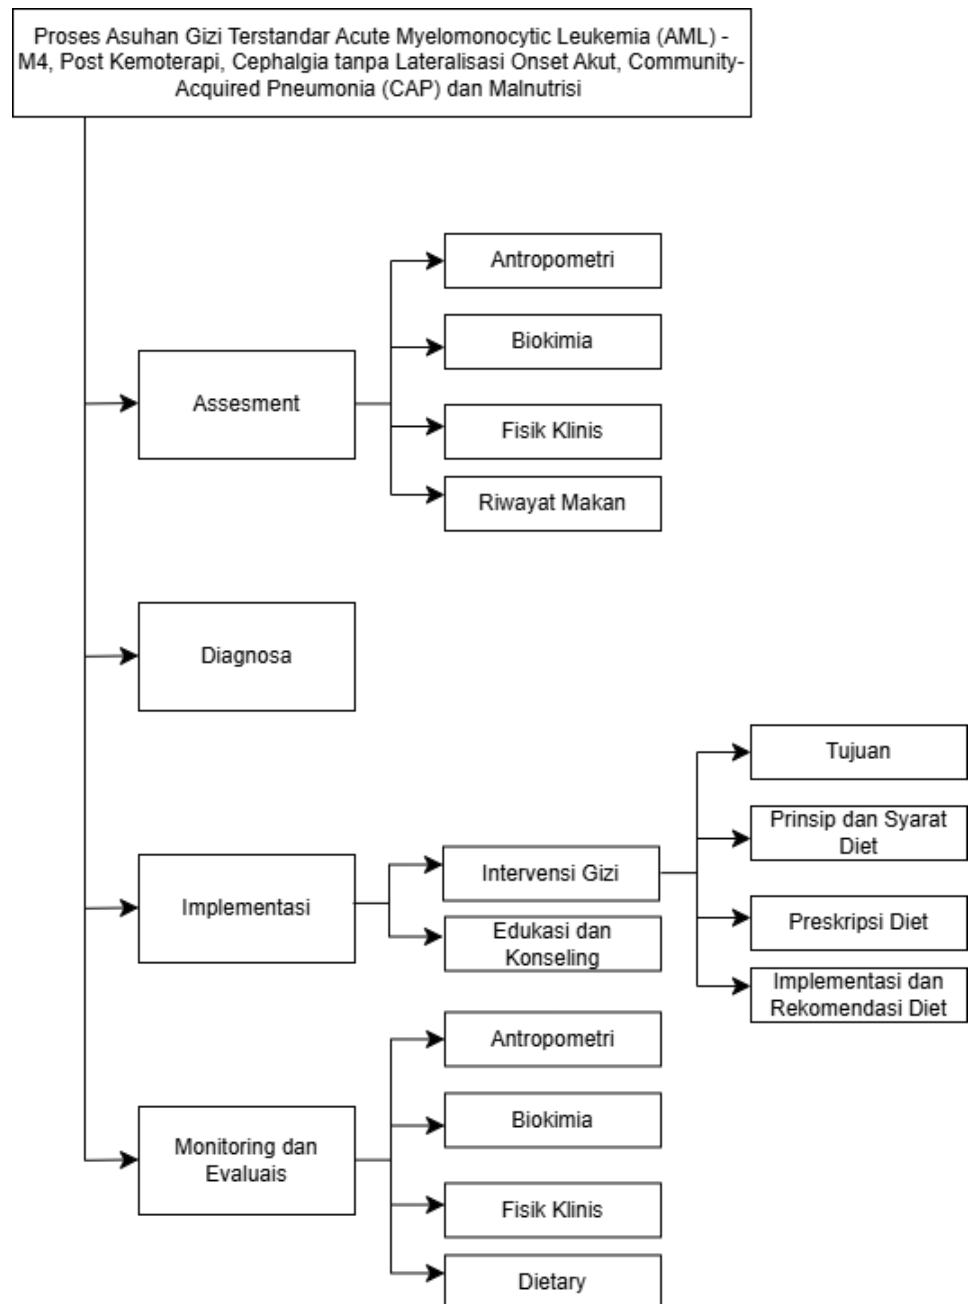 Proses Asuhan Gizi Terstandar Acute Myelomonocytic Leukemia (AML) -
M4, Post Kemoterapi, Cephalgia tanpa Lateralisasi Onset Akut, Community-
Acquired Pneumonia (CAP) dan Malnutrisi
Assesment
Antropometri
Biokimia
Fisik Klinis
Riwayat Makan
Diagnosa
Implementasi
Intervensi Gizi
Tujuan
Prinsip dan Syarat
Diet
Preskripsi Diet
Implementasi dan
Rekomendasi Diet
Edukasi dan
Konseling
Monitoring dan
Evaluais
Antropometri
Biokimia
Fisik Klinis
Dietary